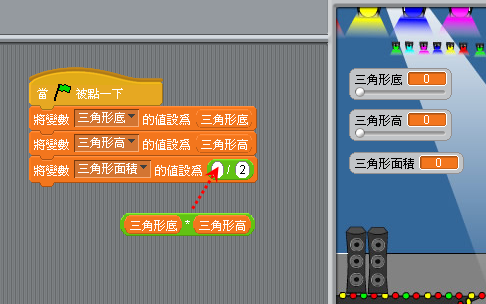 當 被點一下
將變數 三角形底 的值設為 三角形底
將變數 三角形高 的值設為 三角形高
將變數 三角形面積 的值設為 / 2
三角形底 * 三角形高
三角形底 0
三角形高 0
三角形面積 0